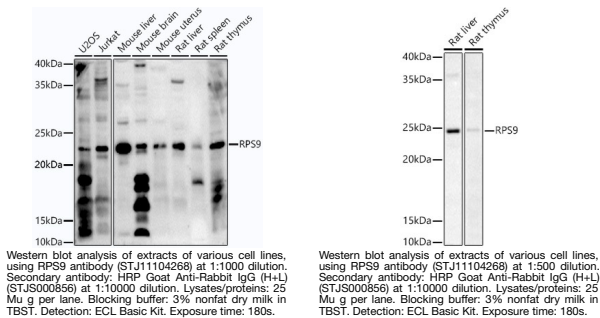 U2OS
Jurkat
Mouse liver
Mouse brain
Mouse uterus
Rat liver
Rat spleen
Rat thymus
40kDa
35kDa
25kDa
20kDa
15kDa
10kDa
RPS9
Western blot analysis of extracts of various cell lines,
using RPS9 antibody (STJ11104268) at 1:1000 dilution.
Secondary antibody: HRP Goat Anti-Rabbit IgG (H+L)
(STJS000856) at 1:10000 dilution. Lysates/proteins: 25
Mu g per lane. Blocking buffer: 3% nonfat dry milk in
TBST. Detection: ECL Basic Kit. Exposure time: 180s.
Rat liver
Rat thymus
40kDa
35kDa
25kDa
20kDa
15kDa
10kDa
RPS9
Western blot analysis of extracts of various cell lines,
using RPS9 antibody (STJ11104268) at 1:500 dilution.
Secondary antibody: HRP Goat Anti-Rabbit IgG (H+L)
(STJS000856) at 1:10000 dilution. Lysates/proteins: 25
Mu g per lane. Blocking buffer: 3% nonfat dry milk in
TBST. Detection: ECL Basic Kit. Exposure time: 180s.